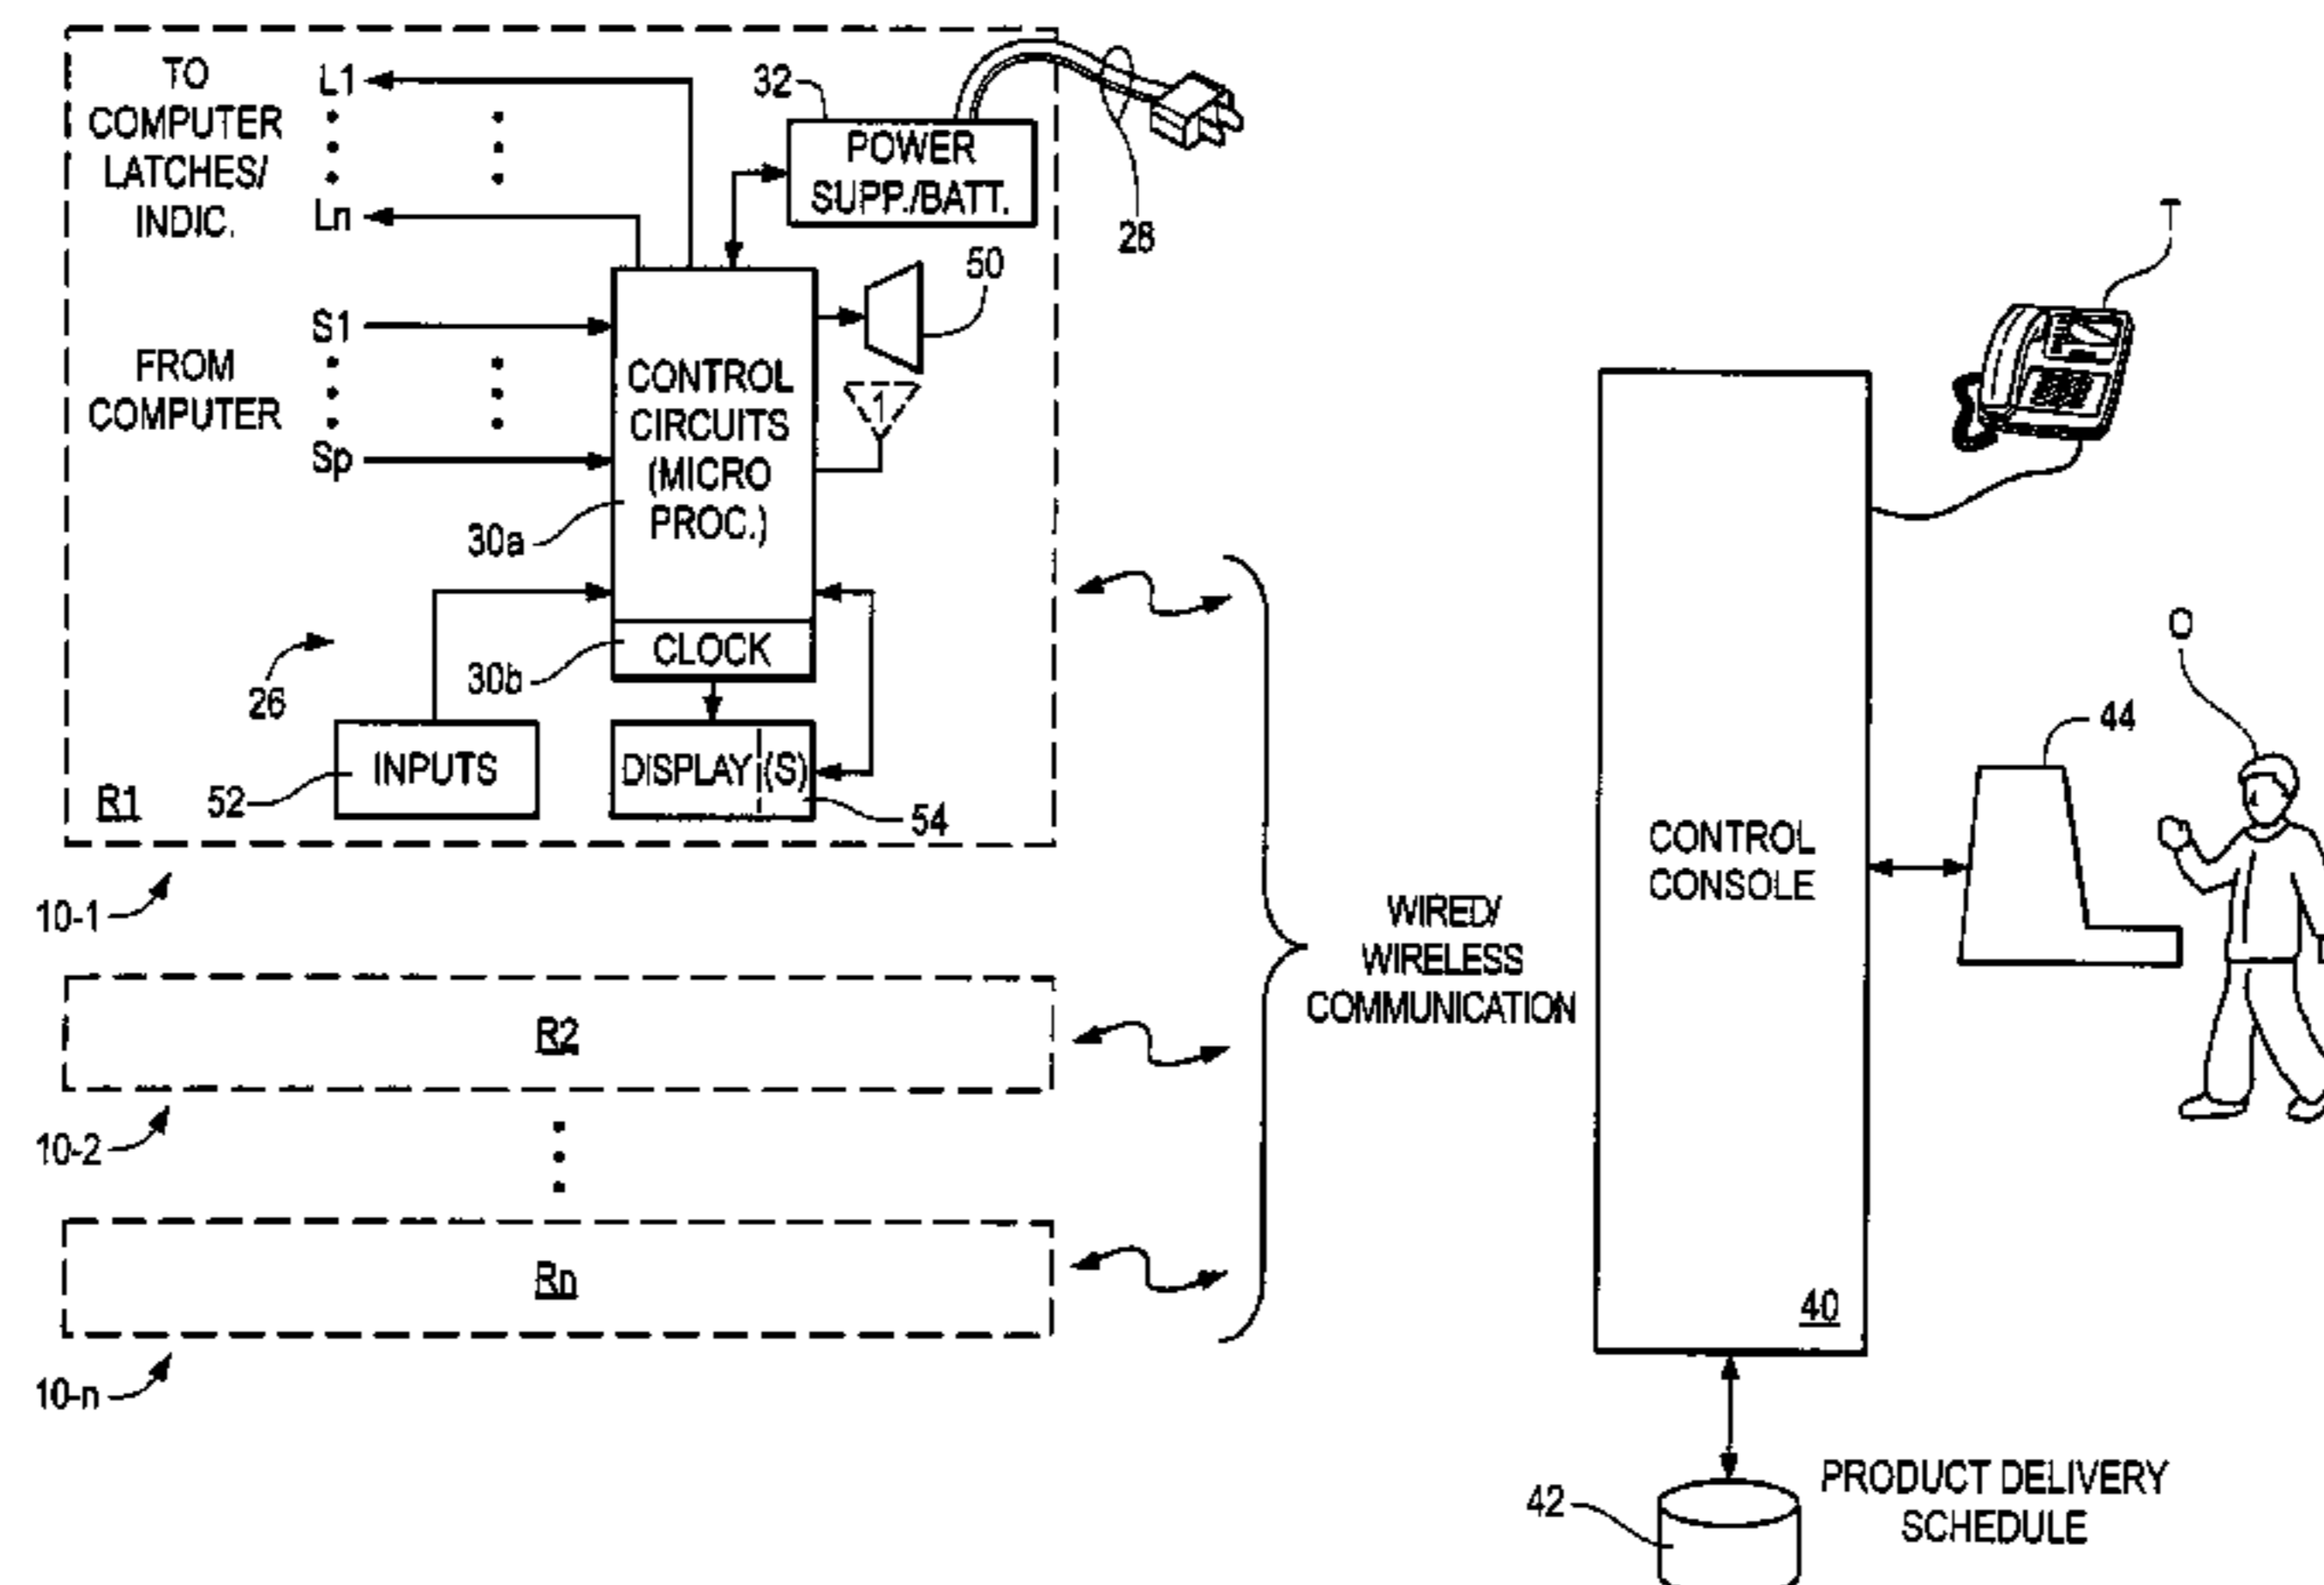 TO
COMPUTER
LATCHES/
INDIC.
L1
Ln
32
POWER
SUPP./BATT.
28
50
S1
FROM
COMPUTER
Sp
CONTROL
CIRCUITS
(MICRO
PROC.)
1
30a
CLOCK
30b
26
INPUTS
52
DISPLAY (S)
54
R1
10-1
R2
10-2
Rn
10-n
WIRED/
WIRELESS
COMMUNICATION
T
CONTROL
CONSOLE
40
O
44
42
PRODUCT DELIVERY
SCHEDULE